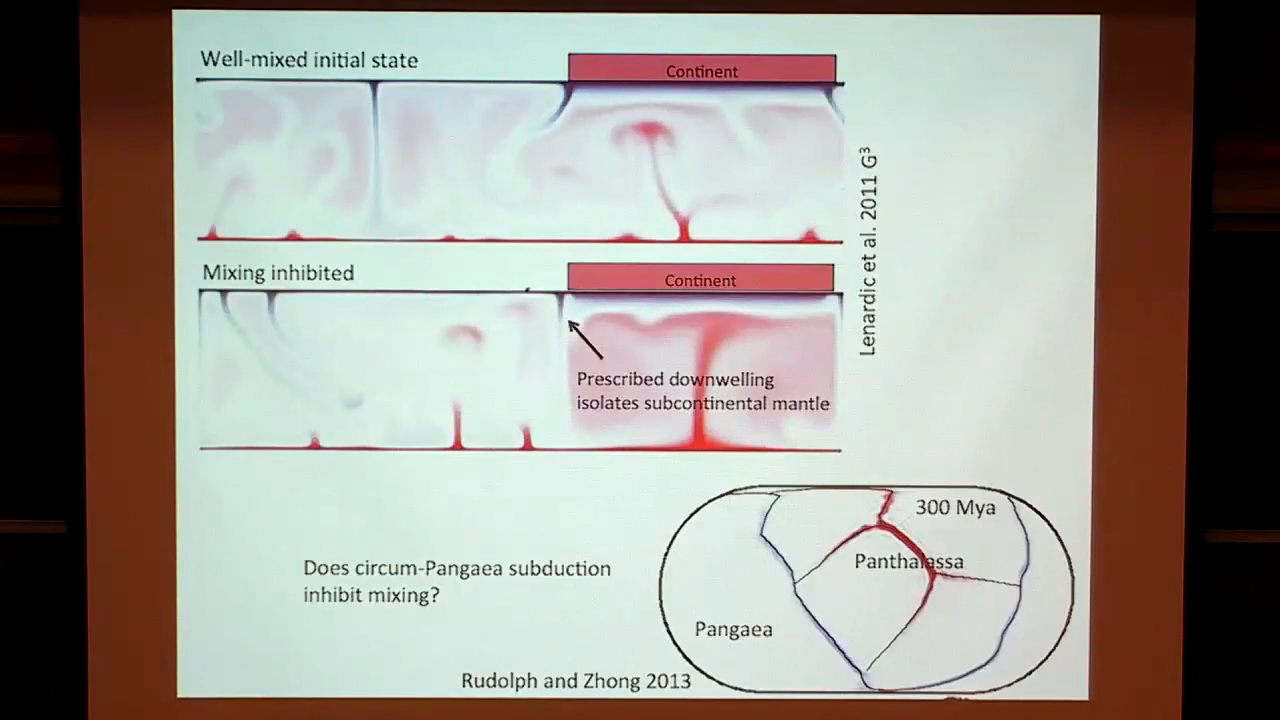 Well-mixed initial state
Continent
Lenardic et al. 2011 G³
Mixing inhibited
Continent
Prescribed downwelling
isolates subcontinental mantle
300 Mya
Panthalassa
Does circum-Pangaea subduction
inhibit mixing?
Pangaea
Rudolph and Zhong 2013